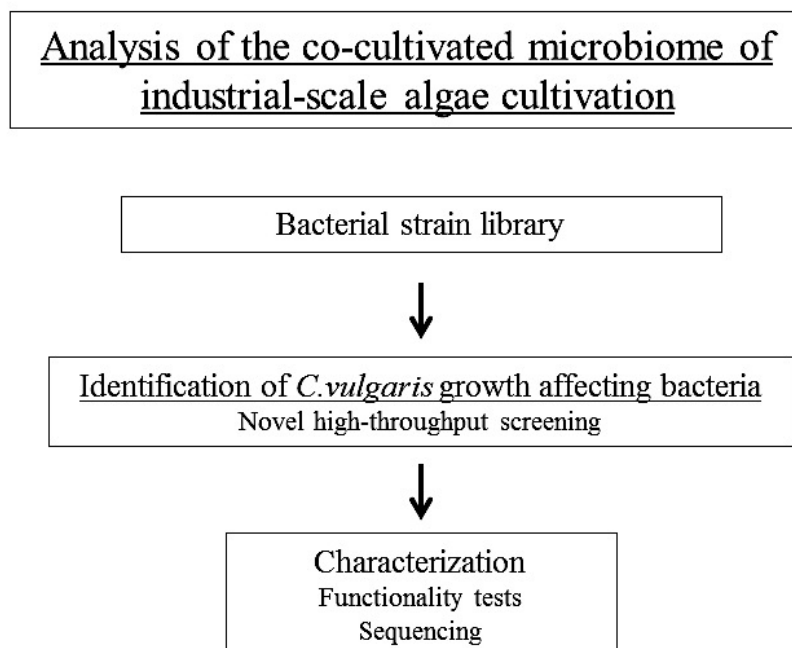 Analysis of the co-cultivated microbiome of
industrial-scale algae cultivation
Bacterial strain library
Identification of C.vulgaris growth affecting bacteria
Novel high-throughput screening
Characterization
Functionality tests
Sequencing